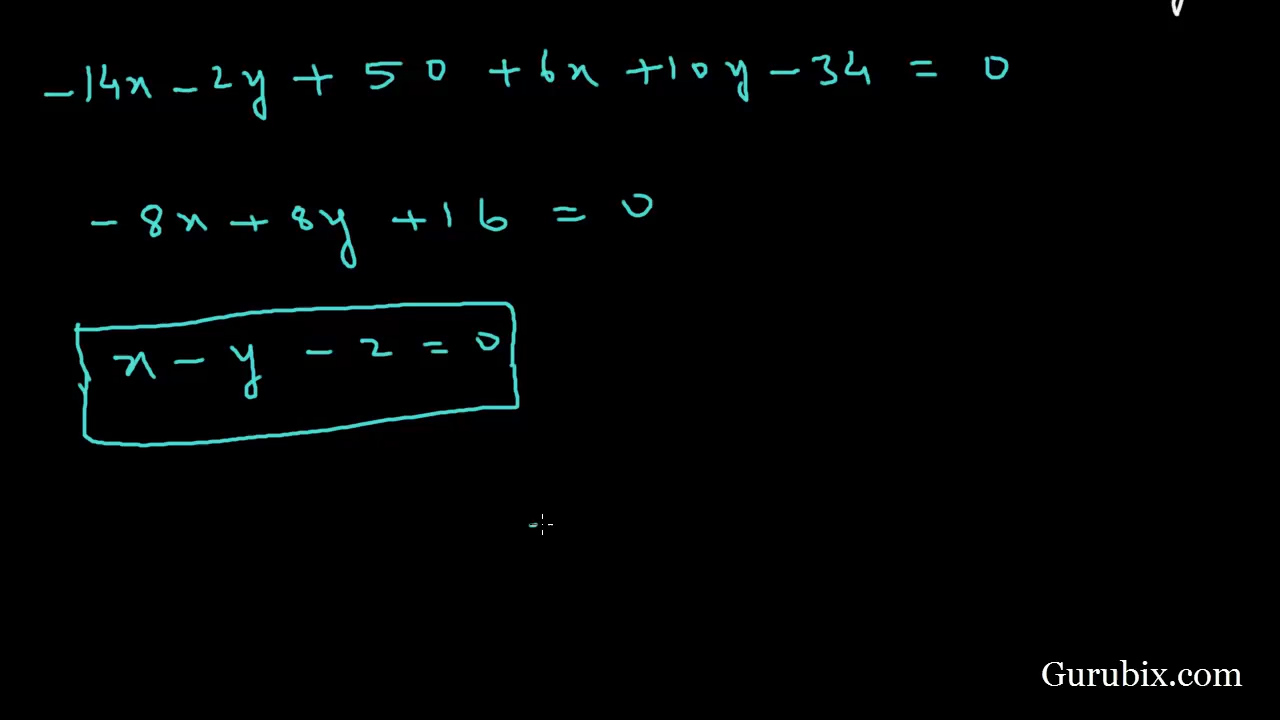 -14x - 2y + 50 + 6x + 10y - 34 = 0
- 8x + 8y + 16 = 0
x - y - 2 = 0
Gurubix.com